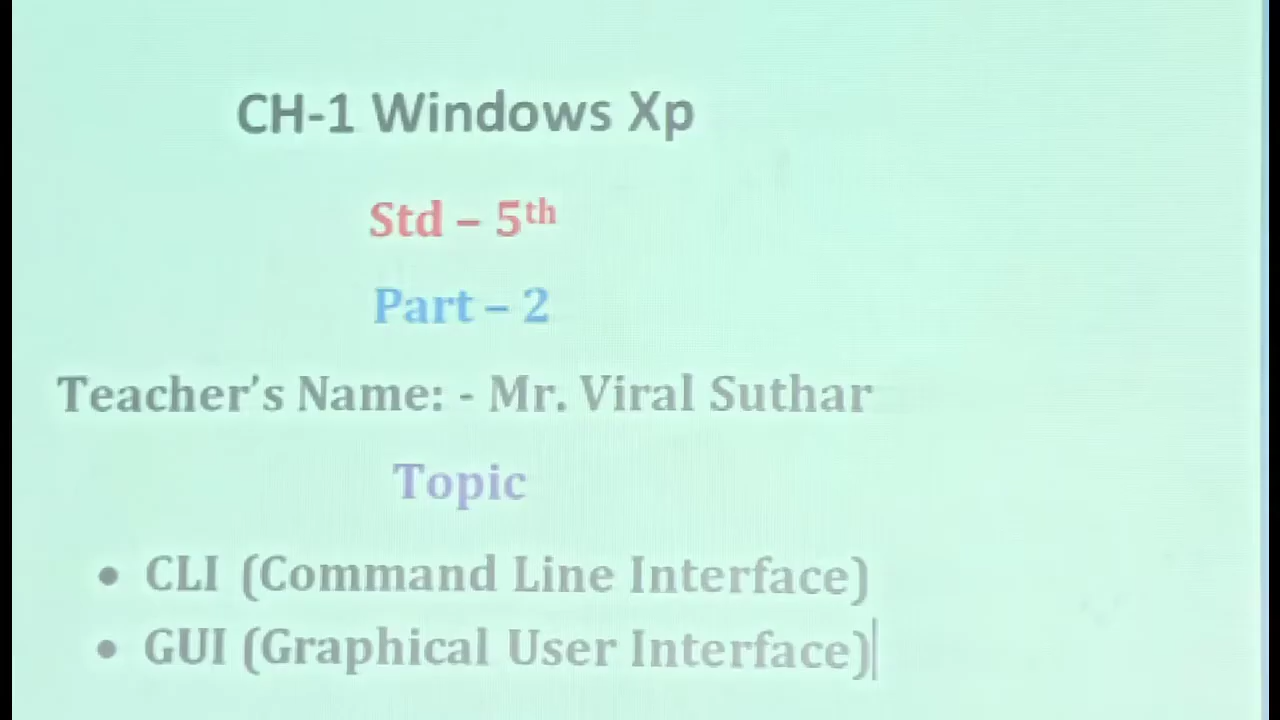 CH-1 Windows Xp
Std – 5th
Part – 2
Teacher’s Name: - Mr. Viral Suthar
Topic
• CLI (Command Line Interface)
• GUI (Graphical User Interface)